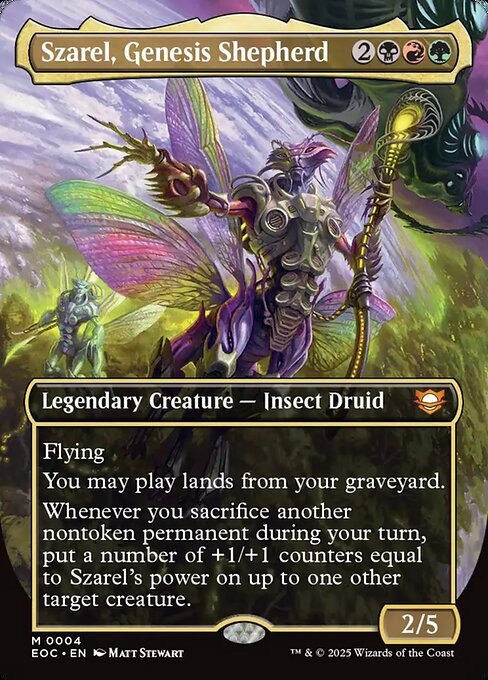 Szarel, Genesis Shepherd 2
Legendary Creature — Insect Druid
Flying
You may play lands from your graveyard.
Whenever you sacrifice another
nontoken permanent during your turn,
put a number of +1/+1 counters equal
to Szarel's power on up to one other
target creature.
2/5
M 0004
EOC • EN Matt Stewart
™ & © 2025 Wizards of the Coast